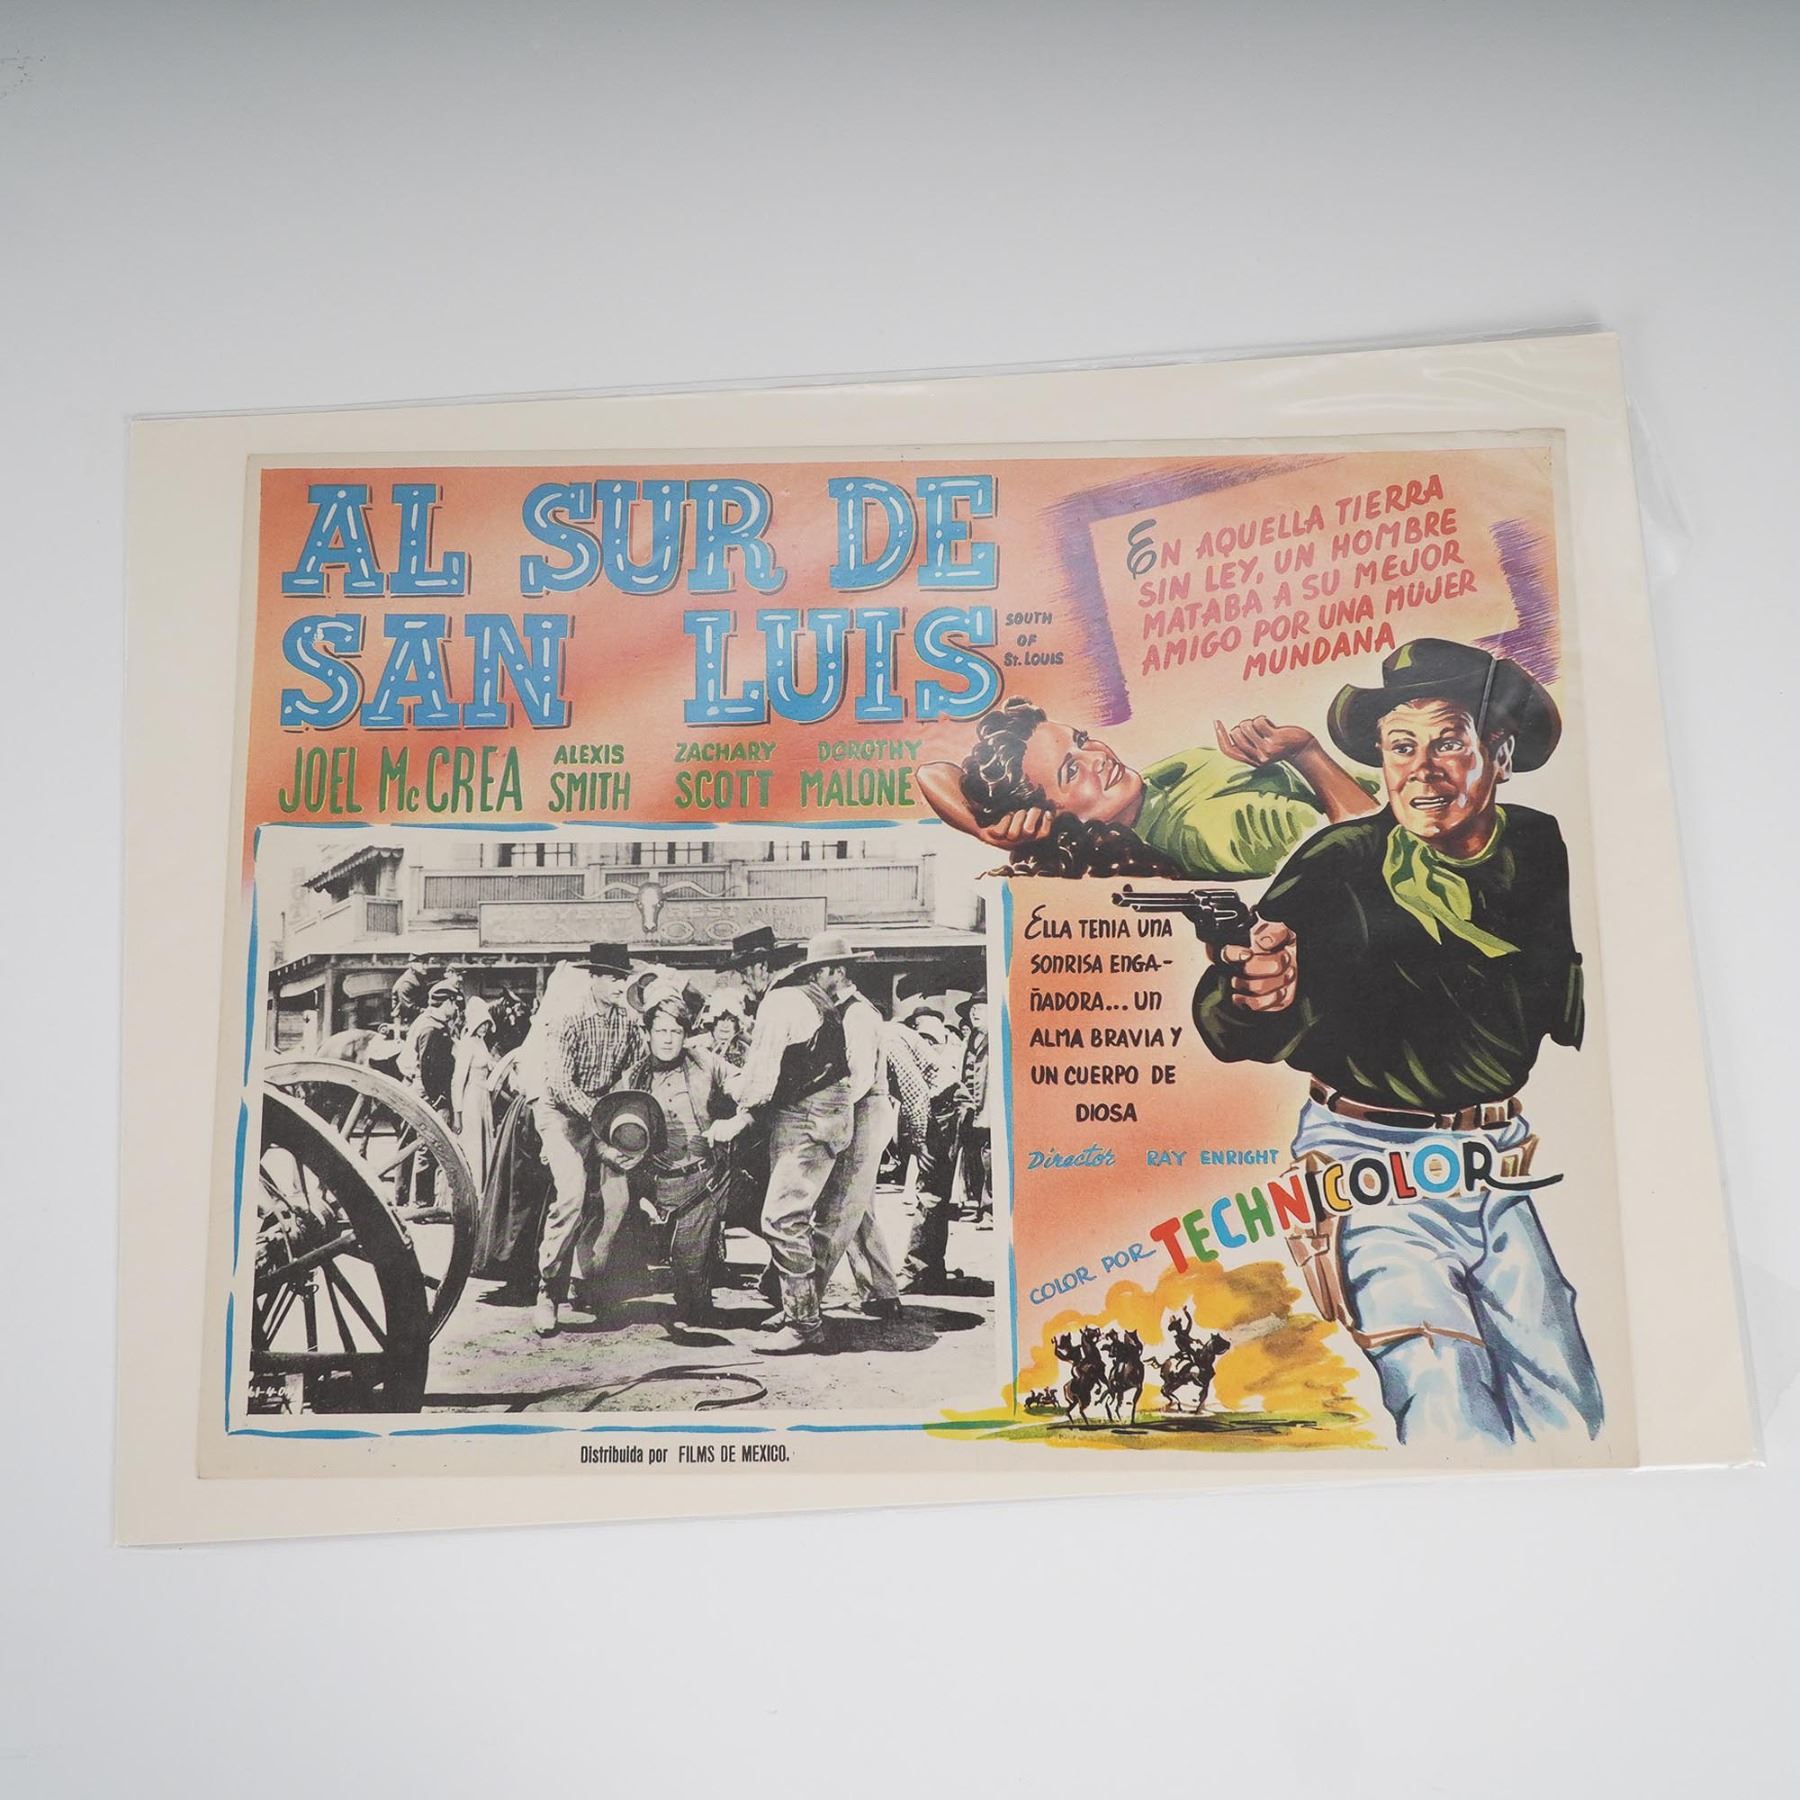 AL SUR DE
SAN LUIS
SOUTH
OF
St. LOUIS
JOEL McCREA
ALEXIS
SMITH
ZACHARY
SCOTT
DOROTHY
MALONE
EN AQUELLA TIERRA
SIN LEY, UN HOMBRE
MATABA A SU MEJOR
AMIGO POR UNA MUJER
MUNDANA
ELLA TENIA UNA
SONRISA ENGA-
ÑADORA... UN
ALMA BRAVIA Y
UN CUERPO DE
DIOSA
Director RAY ENRIGHT
COLOR POR TECHNICOLOR
Distribuida por FILMS DE MEXICO.